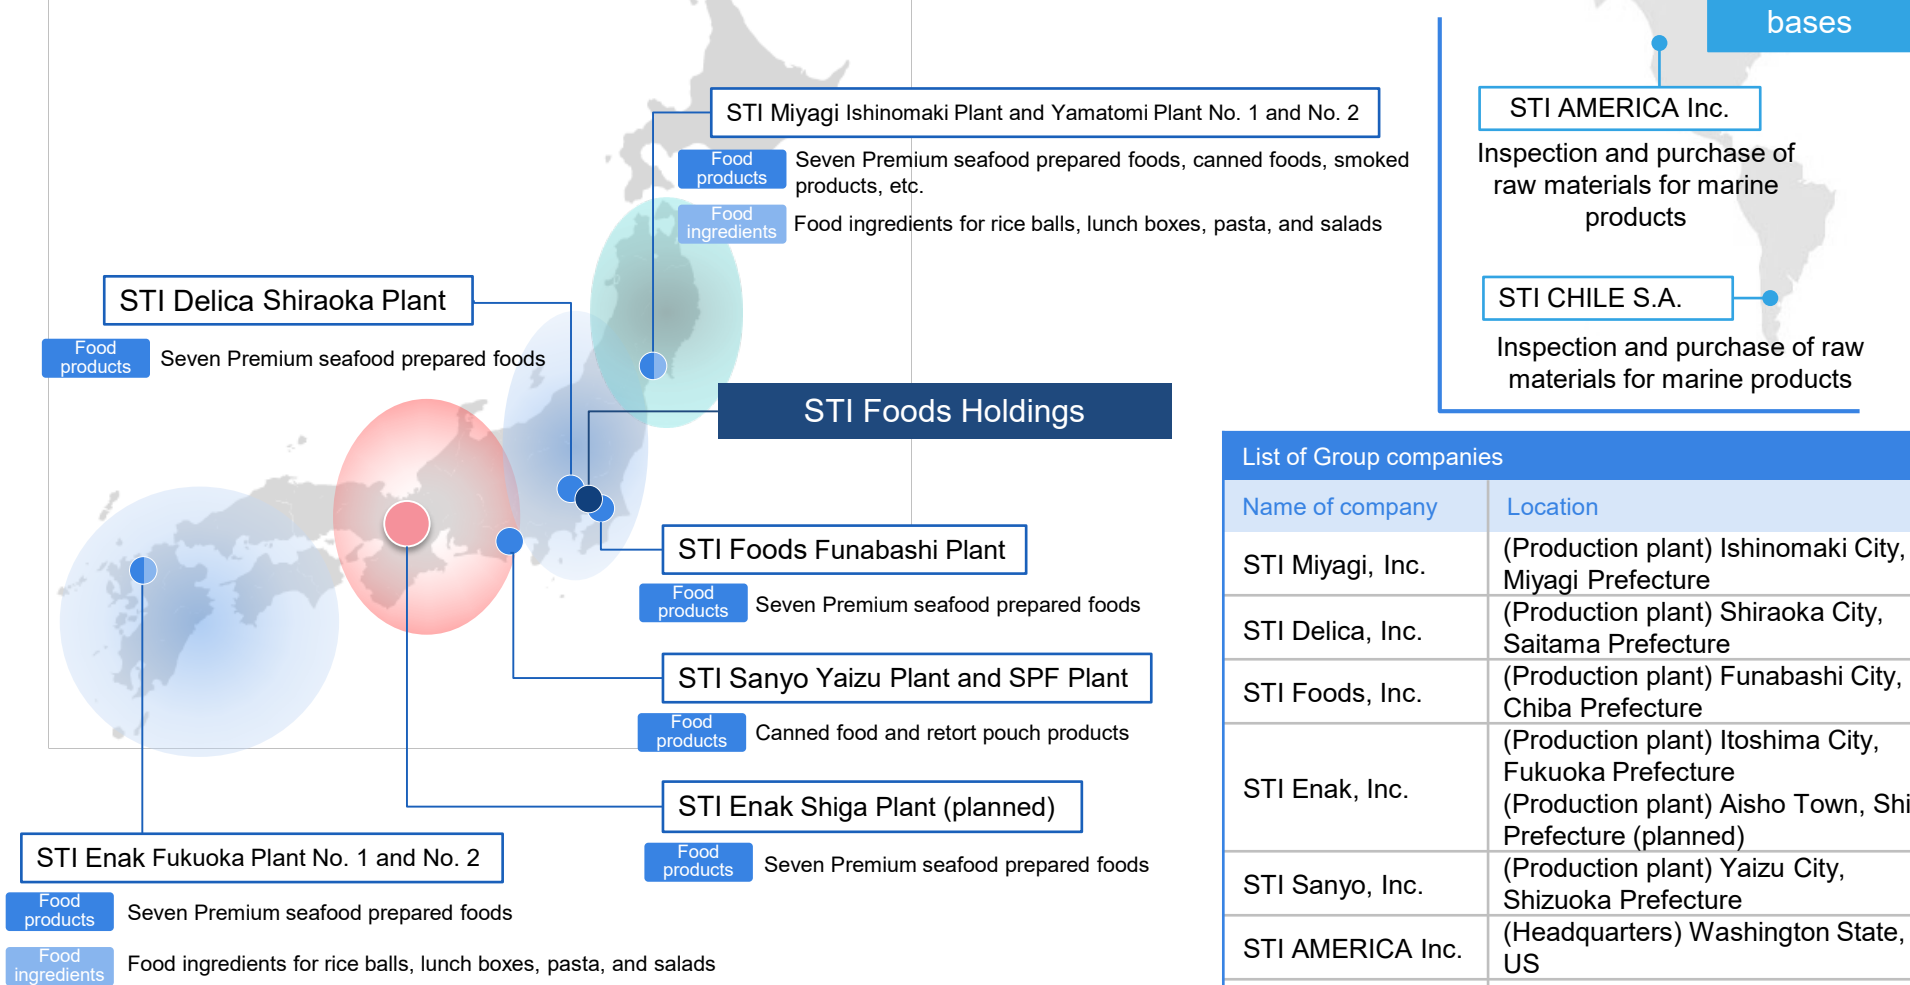 bases
STI Miyagi Ishinomaki Plant and Yamatomi Plant No. 1 and No. 2
Food
products
Seven Premium seafood prepared foods, canned foods, smoked
products, etc.
Food
ingredients
Food ingredients for rice balls, lunch boxes, pasta, and salads
STI AMERICA Inc.
Inspection and purchase of
raw materials for marine
products
STI CHILE S.A.
Inspection and purchase of raw
materials for marine products
STI Delica Shiraoka Plant
Food
products
Seven Premium seafood prepared foods
STI Foods Holdings
STI Foods Funabashi Plant
Food
products
Seven Premium seafood prepared foods
STI Sanyo Yaizu Plant and SPF Plant
Food
products
Canned food and retort pouch products
STI Enak Shiga Plant (planned)
Food
products
Seven Premium seafood prepared foods
STI Enak Fukuoka Plant No. 1 and No. 2
Food
products
Seven Premium seafood prepared foods
Food
ingredients
Food ingredients for rice balls, lunch boxes, pasta, and salads
List of Group companies
Name of company
Location
STI Miyagi, Inc.
(Production plant) Ishinomaki City,
Miyagi Prefecture
STI Delica, Inc.
(Production plant) Shiraoka City,
Saitama Prefecture
STI Foods, Inc.
(Production plant) Funabashi City,
Chiba Prefecture
STI Enak, Inc.
(Production plant) Itoshima City,
Fukuoka Prefecture
(Production plant) Aisho Town,
Prefecture (planned)
STI Sanyo, Inc.
(Production plant) Yaizu City,
Shizuoka Prefecture
STI AMERICA Inc.
(Headquarters) Washington State,
US